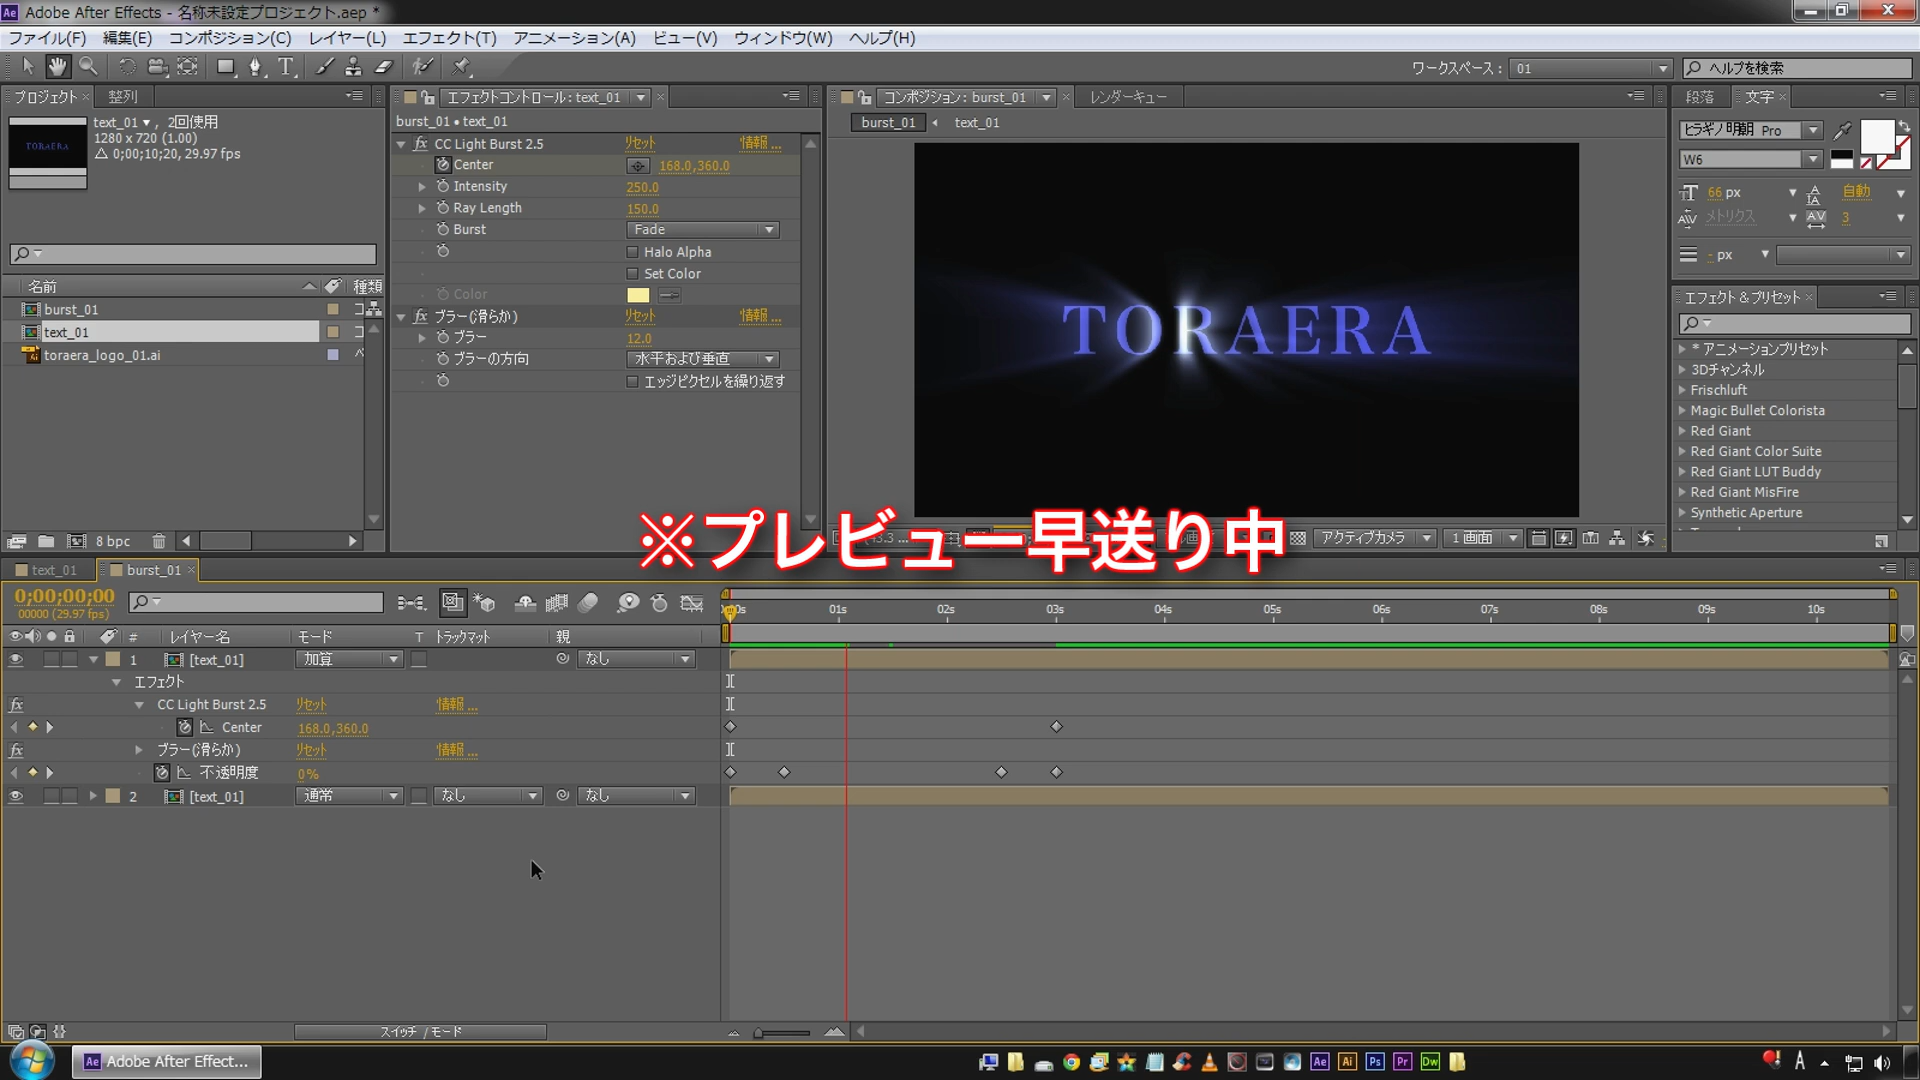 Adobe After Effects - 名称未設定プロジェクト.aep *
ファイル(F) 編集(E) コンポジション(C) レイヤー(L) エフェクト(T) アニメーション(A) ビュー(V) ウィンドウ(W) ヘルプ(H)
ワークスペース: 01 ヘルプを検索
プロジェクト 整列
text_01 , 2回使用
1280 x 720 (1.00)
△ 0;00;10;20, 29.97 fps
TORAERA
名前 種類
burst_01 コ
text_01 コ
toraera_logo_01.ai
8 bpc
エフェクトコントロール: text_01
burst_01 • text_01
fx CC Light Burst 2.5 リセット 情報...
Center 168.0,360.0
Intensity 250.0
Ray Length 150.0
Burst Fade
Halo Alpha
Set Color
Color
fx ブラー(滑らか) リセット 情報...
ブラー 12.0
ブラーの方向 水平および垂直
エッジピクセルを繰り返す
コンポジション: burst_01 レンダーキュー
burst_01 text_01
TORAERA
アクティブカメラ 1画面
※プレビュー早送り中
段落 文字
ヒラギノ明朝 Pro
W6
66 px 自動
メトリクス 3
- px
エフェクト&プリセット
* アニメーションプリセット
3Dチャンネル
Frischluft
Magic Bullet Colorista
Red Giant
Red Giant Color Suite
Red Giant LUT Buddy
Red Giant MisFire
Synthetic Aperture
text_01 burst_01
0;00;00;00
00000 (29.97 fps)
01s 02s 03s 04s 05s 06s 07s 08s 09s 10s
# レイヤー名 モード T トラックマット 親
1 [text_01] 加算 なし
エフェクト
fx CC Light Burst 2.5 リセット 情報...
Center 168.0,360.0
fx ブラー(滑らか) リセット 情報...
不透明度 0%
2 [text_01] 通常 なし なし
スイッチ / モード
Ae Adobe After Effect...
Ae Ai Ps Pr Dw A